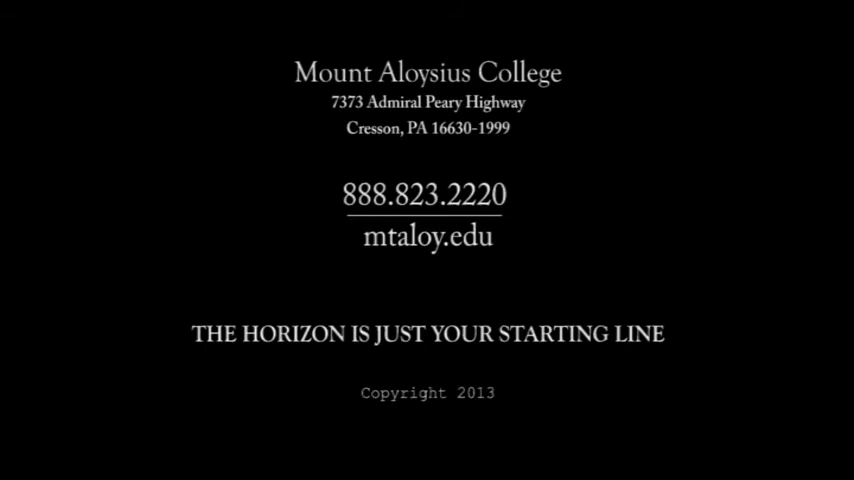 Mount Aloysius College
7373 Admiral Peary Highway
Cresson, PA 16630-1999
888.823.2220
mtaloy.edu
THE HORIZON IS JUST YOUR STARTING LINE
Copyright 2013